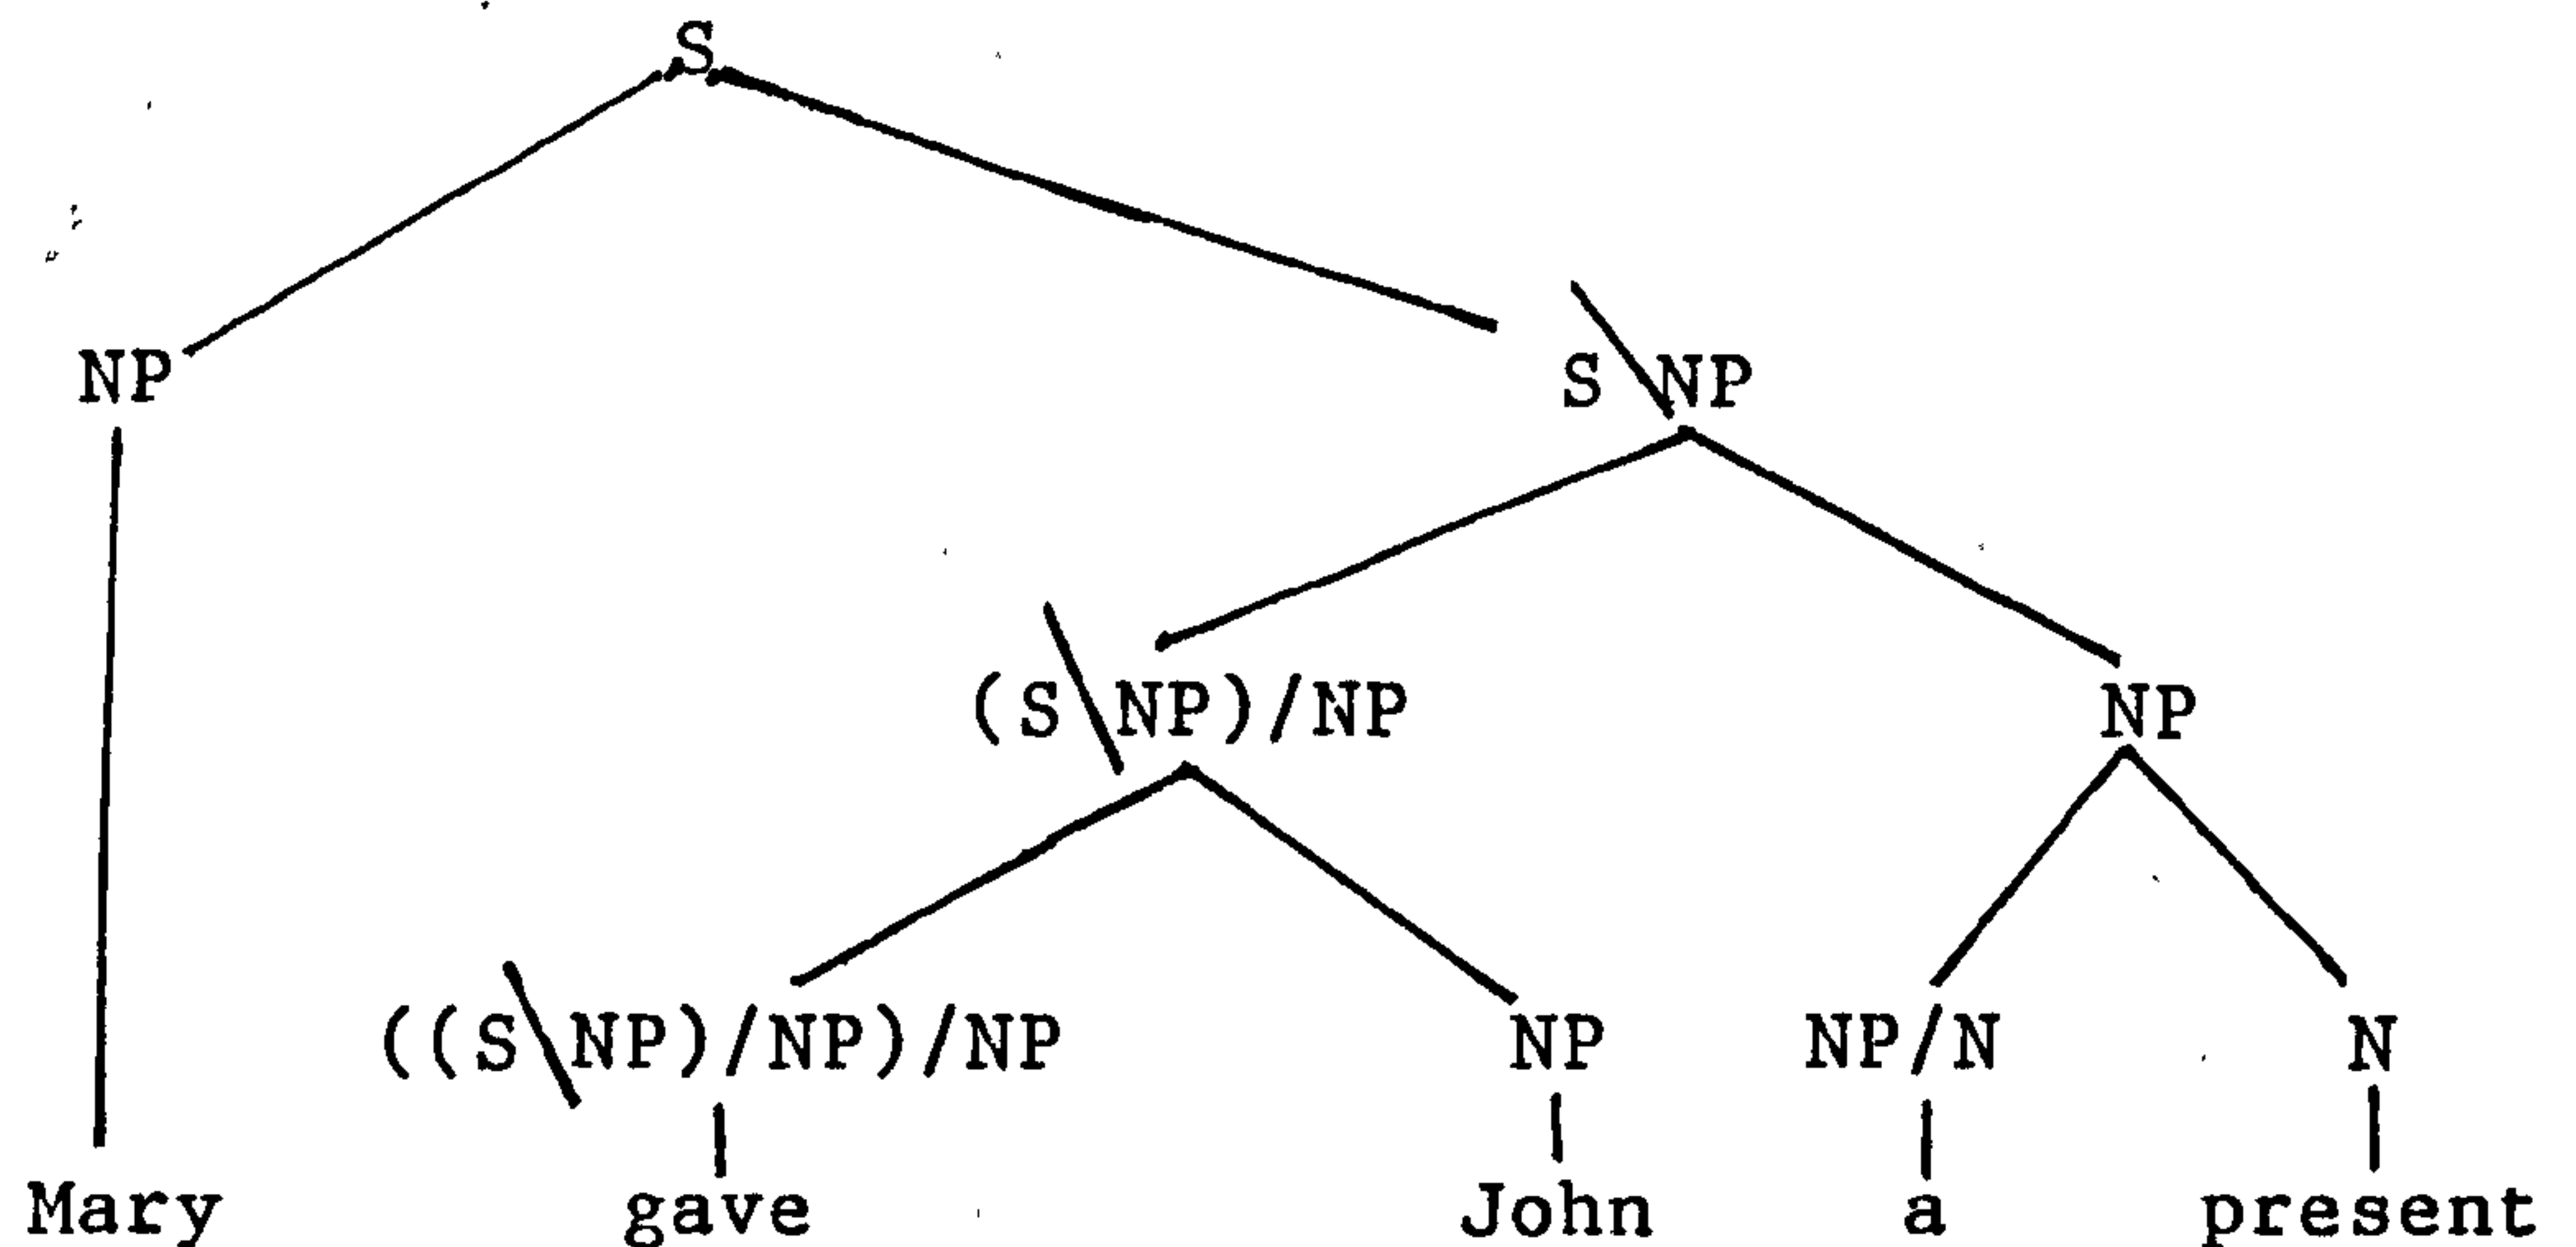 S
NP S\NP
(S\NP)/NP NP
((S\NP)/NP)/NP NP NP/N N
Mary gave John a present